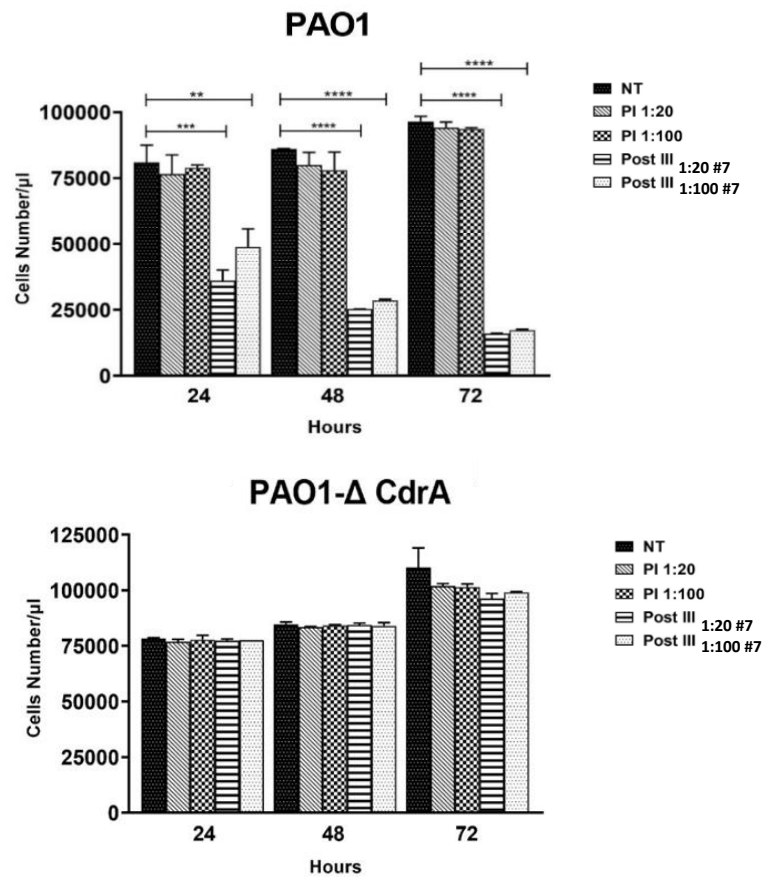 PAO1
** **** ****
*** **** ****
100000
75000
50000
25000
0
Cells Number/µl
24 48 72
Hours
NT
PI 1:20
PI 1:100
Post III 1:20 #7
Post III 1:100 #7
PAO1-Δ CdrA
125000
100000
75000
50000
25000
0
Cells Number/µl
24 48 72
Hours
NT
PI 1:20
PI 1:100
Post III 1:20 #7
Post III 1:100 #7